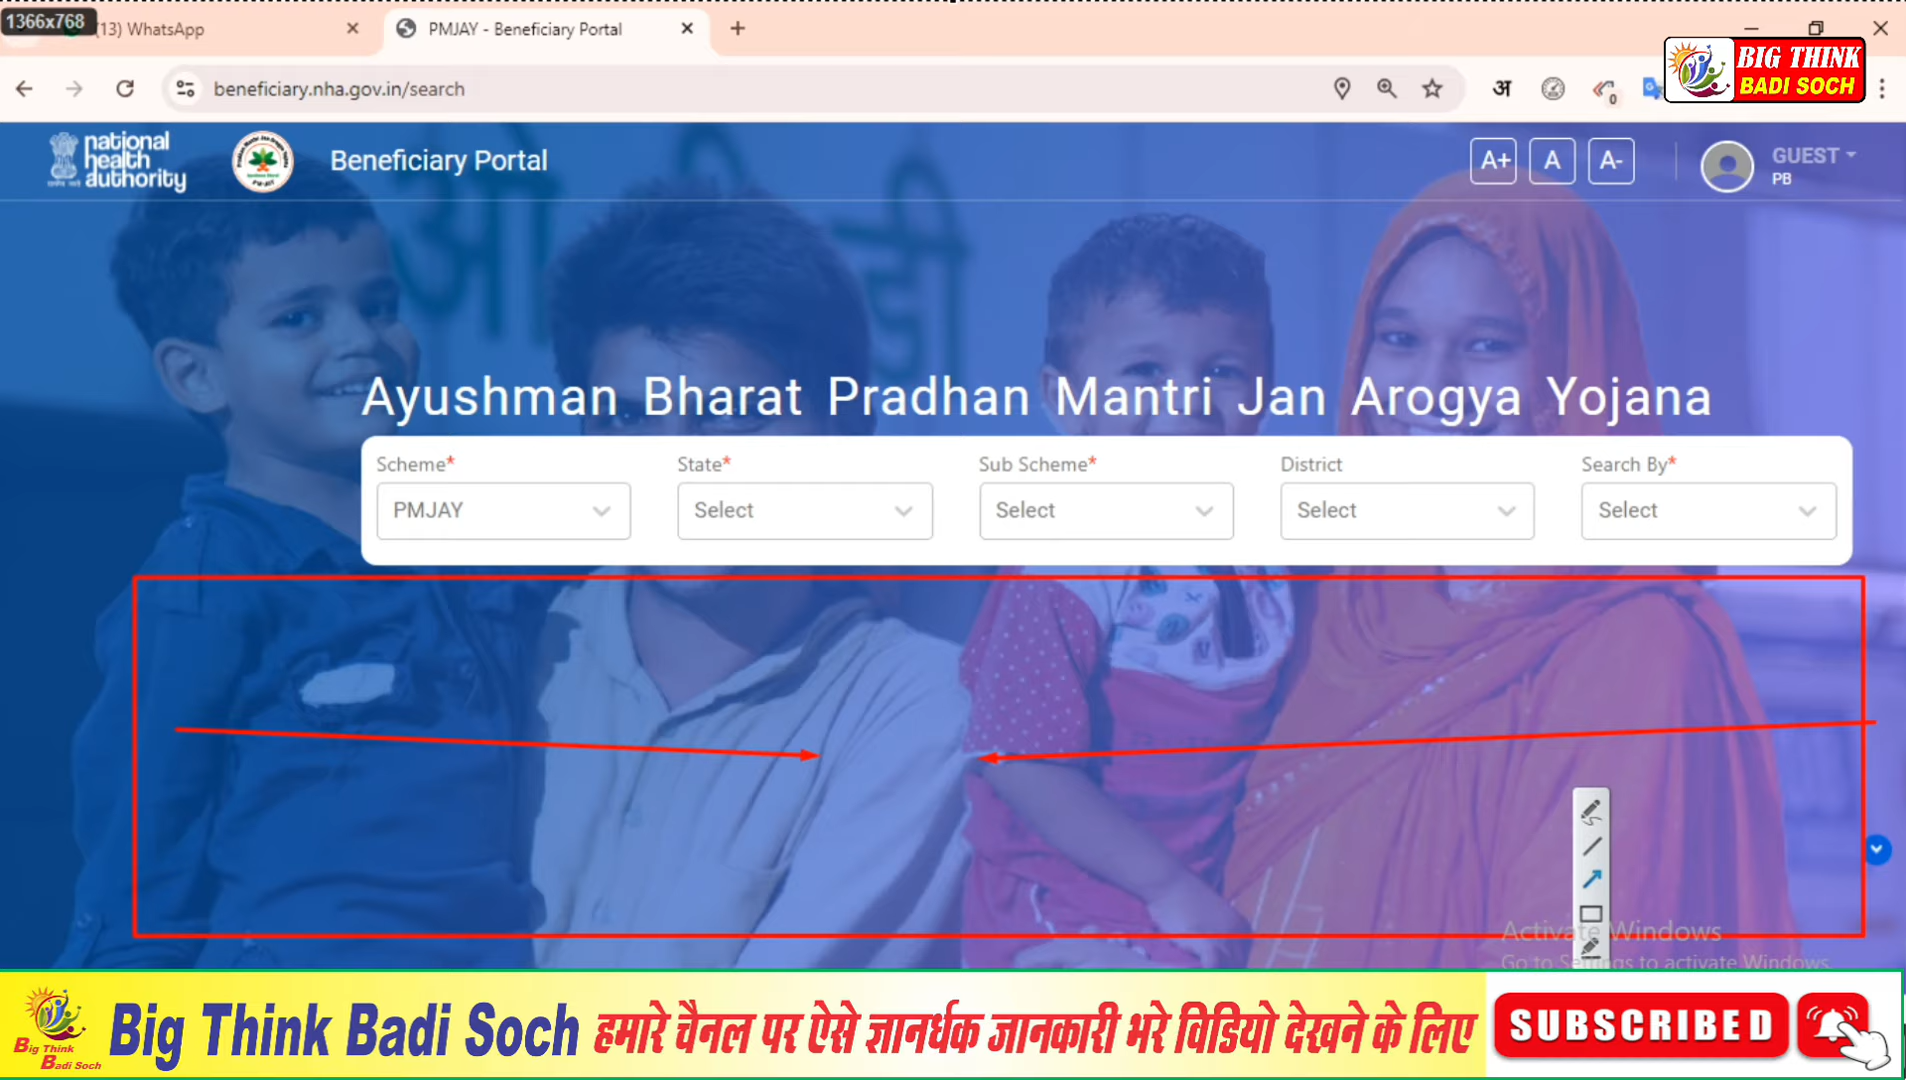 1366x768
(13) WhatsApp
PMJAY - Beneficiary Portal
beneficiary.nha.gov.in/search
अ
0
BIG THINK
BADI SOCH
national
health
authority
Beneficiary Portal
A+
A
A-
GUEST
PB
Ayushman Bharat Pradhan Mantri Jan Arogya Yojana
Scheme*
State*
Sub Scheme*
District
Search By*
PMJAY
Select
Select
Select
Select
Activate Windows
Go to Settings to activate Windows.
Big Think
Badi Soch
Big Think Badi Soch हमारे चैनल पर ऐसे ज्ञानर्धक जानकारी भरे विडियो देखने के लिए
SUBSCRIBED